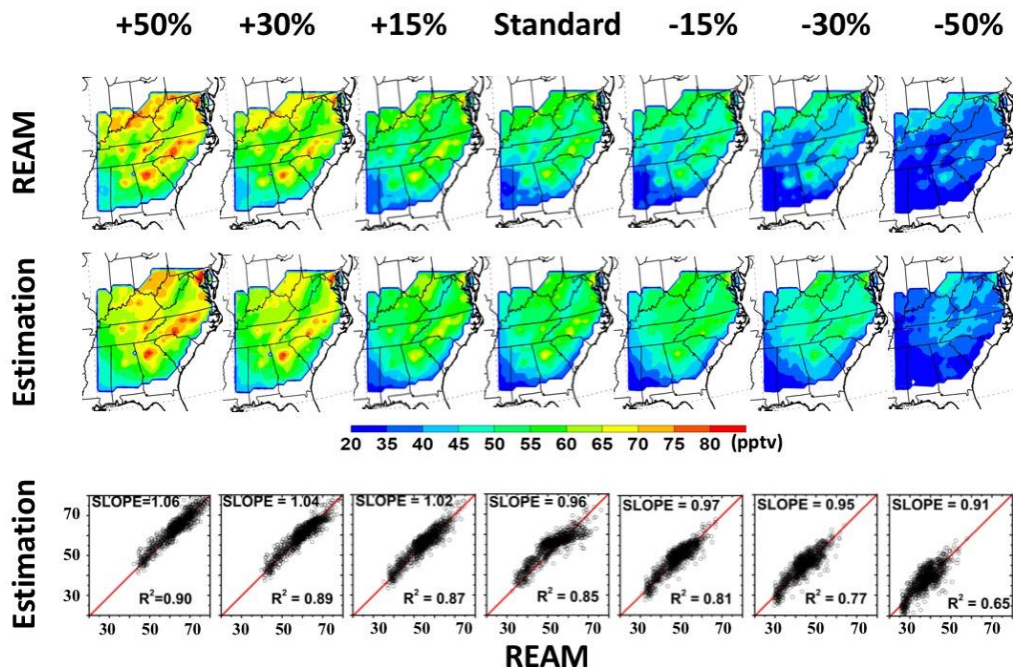 +50% +30% +15% Standard -15% -30% -50%
REAM
Estimation
20 35 40 45 50 55 60 65 70 75 80 (pptv)
Estimation
SLOPE=1.06 SLOPE = 1.04 SLOPE = 1.02 SLOPE = 0.96 SLOPE = 0.97 SLOPE = 0.95 SLOPE = 0.91
70
50
30
R²=0.90 R² = 0.89 R² = 0.87 R² = 0.85 R² = 0.81 R² = 0.77 R² = 0.65
30 50 70 30 50 70 30 50 70 30 50 70 30 50 70 30 50 70 30 50 70
REAM